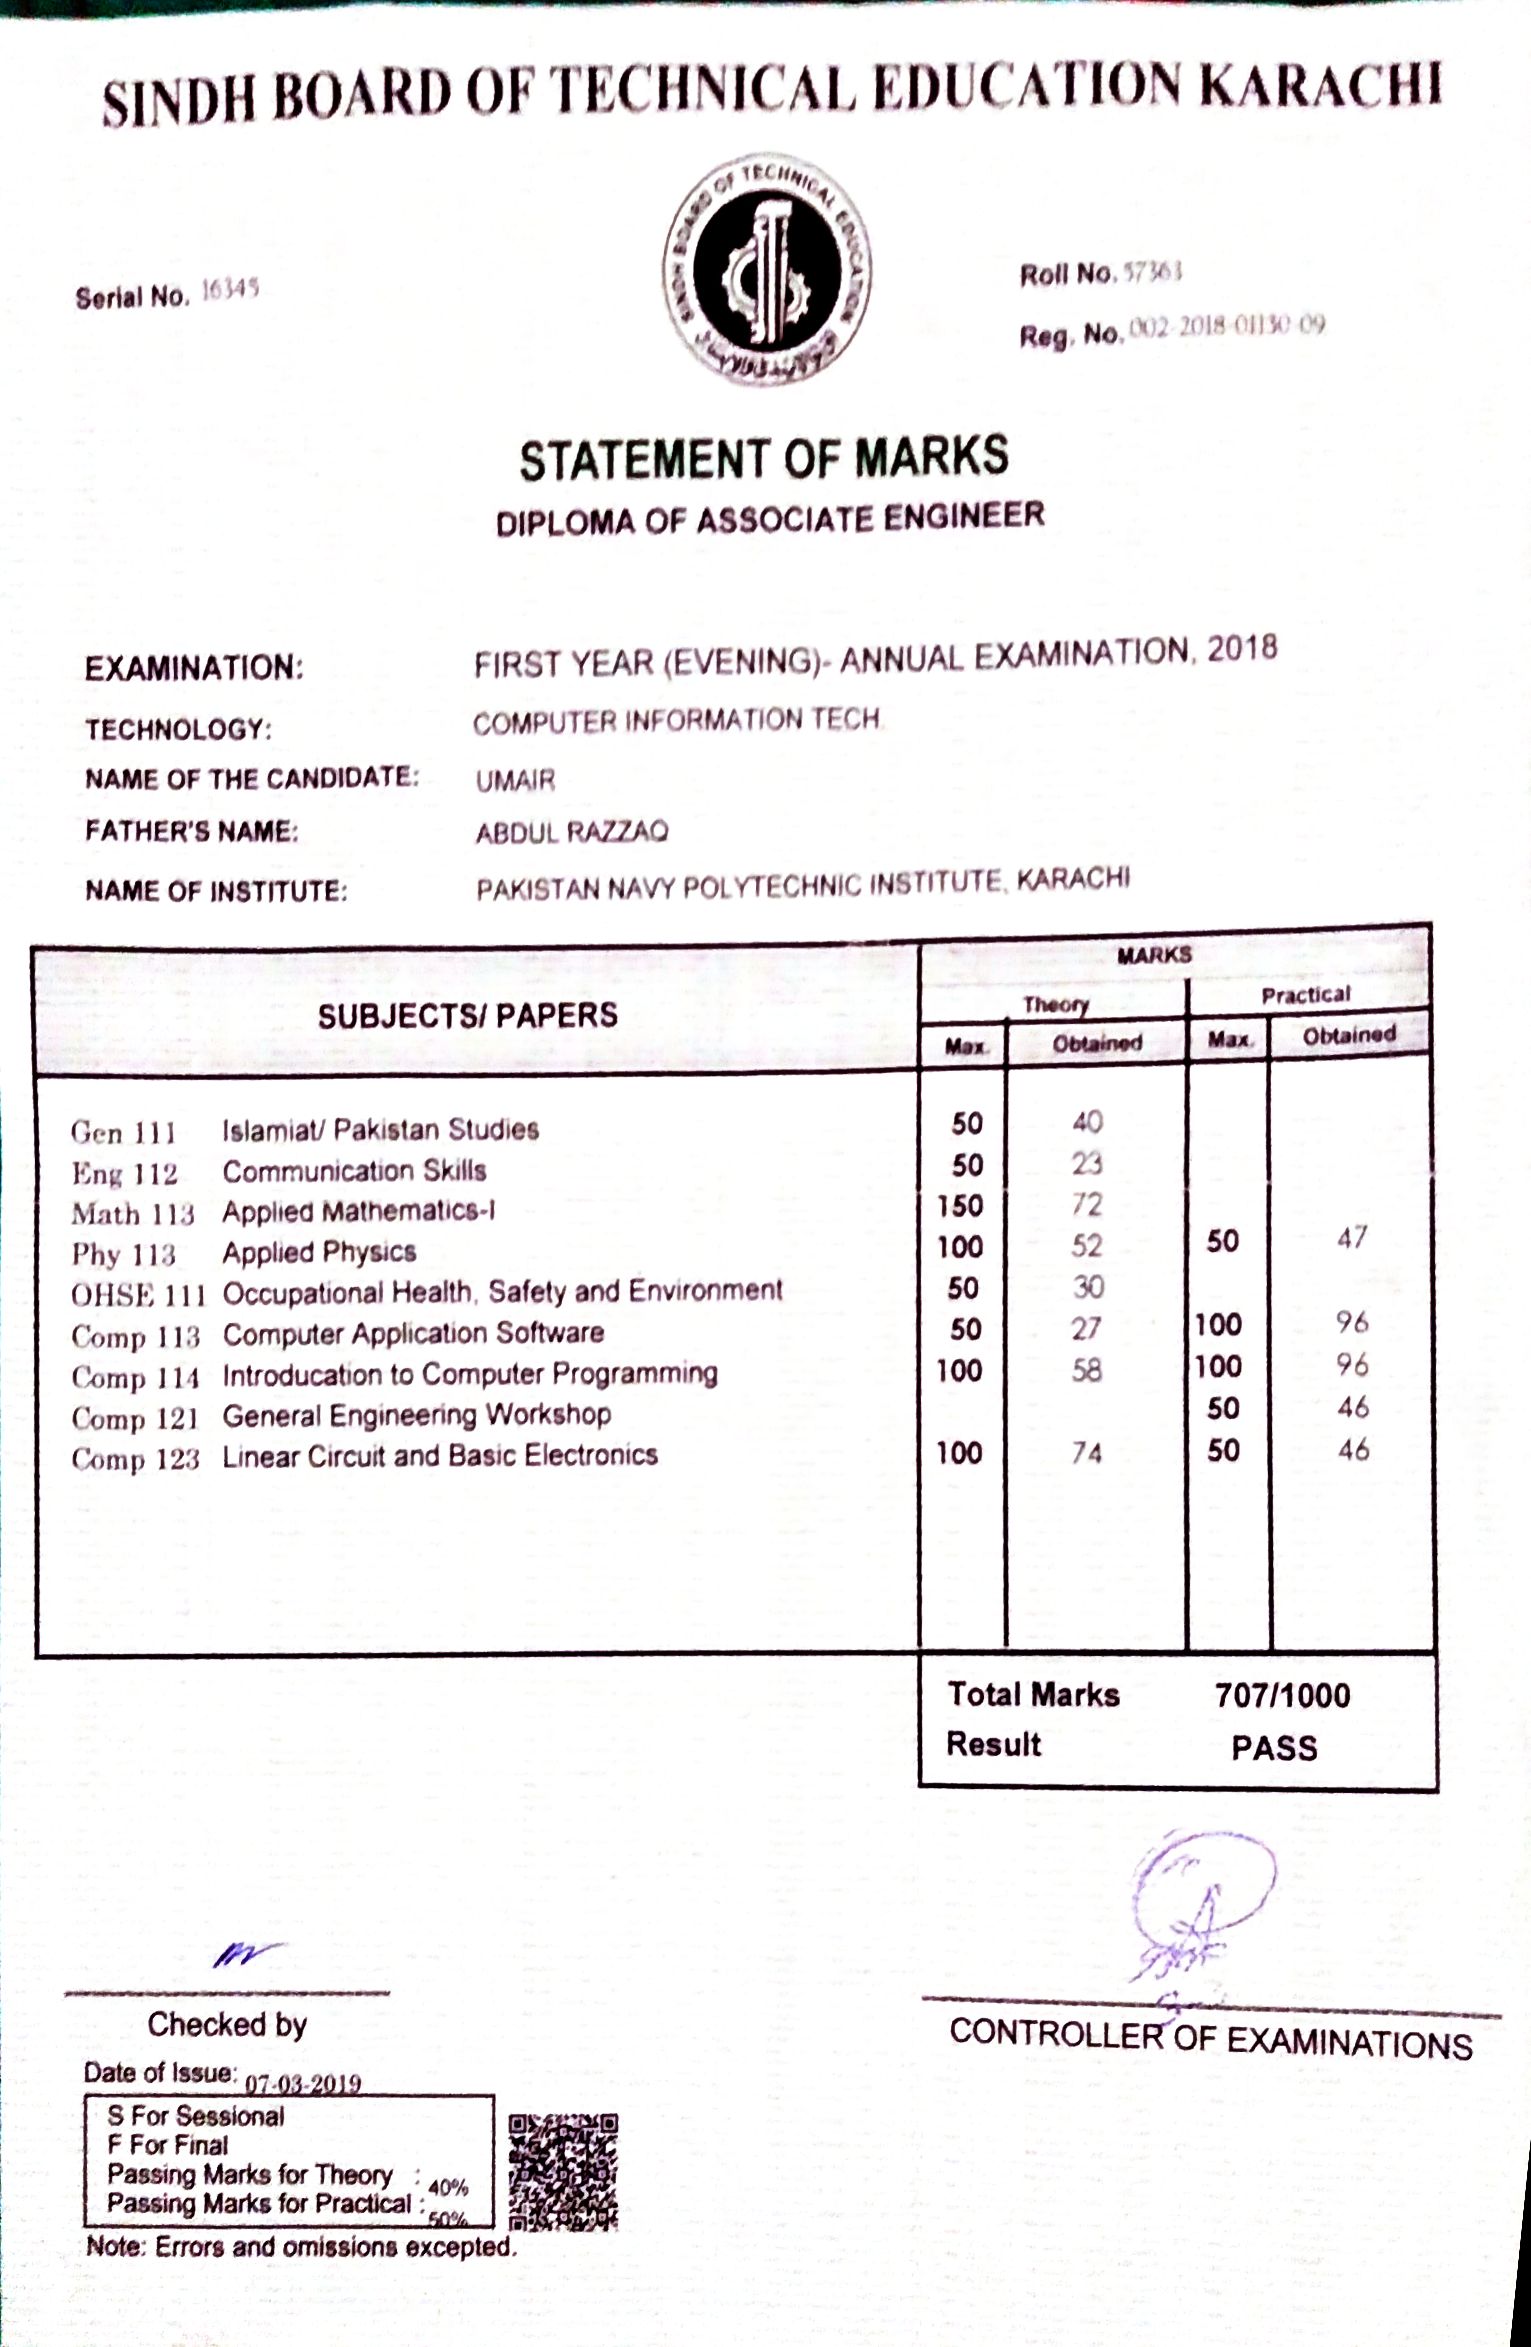 SINDH BOARD OF TECHNICAL EDUCATION KARACHI
SINDH BOARD OF TECHNICAL EDUCATION
Serial No. 16345
Roll No. 57363
Reg. No. 002-2018-01130-09
STATEMENT OF MARKS
DIPLOMA OF ASSOCIATE ENGINEER
EXAMINATION: FIRST YEAR (EVENING)- ANNUAL EXAMINATION, 2018
TECHNOLOGY: COMPUTER INFORMATION TECH
NAME OF THE CANDIDATE: UMAIR
FATHER'S NAME: ABDUL RAZZAQ
NAME OF INSTITUTE: PAKISTAN NAVY POLYTECHNIC INSTITUTE, KARACHI
SUBJECTS/ PAPERS MARKS
Theory Practical
Max. Obtained Max. Obtained
Gen 111 Islamiat/ Pakistan Studies 50 40
Eng 112 Communication Skills 50 23
Math 113 Applied Mathematics-I 150 72
Phy 113 Applied Physics 100 52 50 47
OHSE 111 Occupational Health, Safety and Environment 50 30
Comp 113 Computer Application Software 50 27 100 96
Comp 114 Introducation to Computer Programming 100 58 100 96
Comp 121 General Engineering Workshop 50 46
Comp 123 Linear Circuit and Basic Electronics 100 74 50 46
Total Marks 707/1000
Result PASS
Checked by
CONTROLLER OF EXAMINATIONS
Date of Issue: 07-03-2019
S For Sessional
F For Final
Passing Marks for Theory : 40%
Passing Marks for Practical : 50%
Note: Errors and omissions excepted.